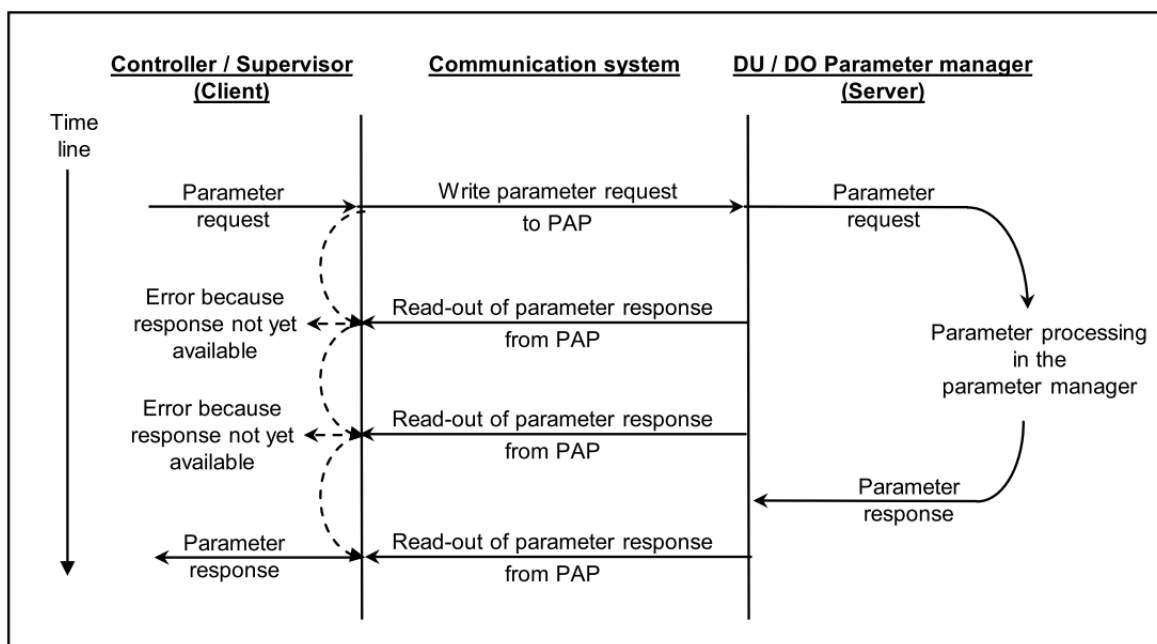 Controller / Supervisor
(Client)
Communication system
DU / DO Parameter manager
(Server)
Time
line
Parameter
request
Write parameter request
to PAP
Parameter
request
Error because
response not yet
available
Read-out of parameter response
from PAP
Parameter processing
in the
parameter manager
Error because
response not yet
available
Read-out of parameter response
from PAP
Parameter
response
Parameter
response
Read-out of parameter response
from PAP